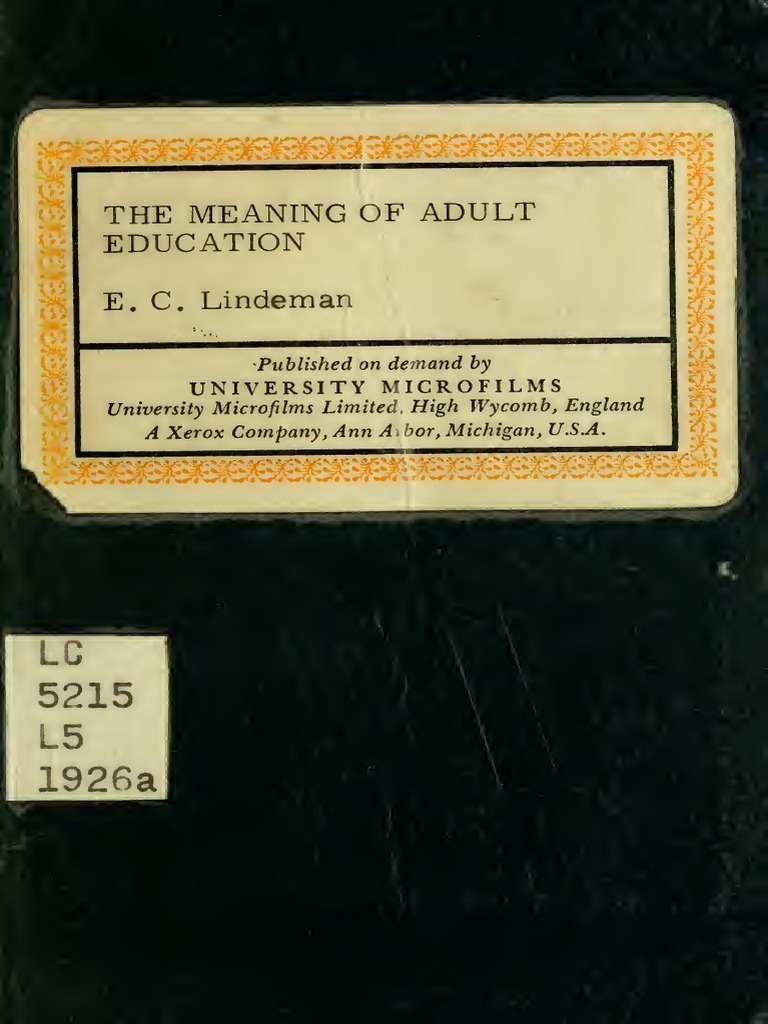 THE MEANING OF ADULT
EDUCATION
E. C. Lindeman
Published on demand by
UNIVERSITY MICROFILMS
University Microfilms Limited, High Wycomb, England
A Xerox Company, Ann Arbor, Michigan, U.S.A.
LC
5215
L5
1926a